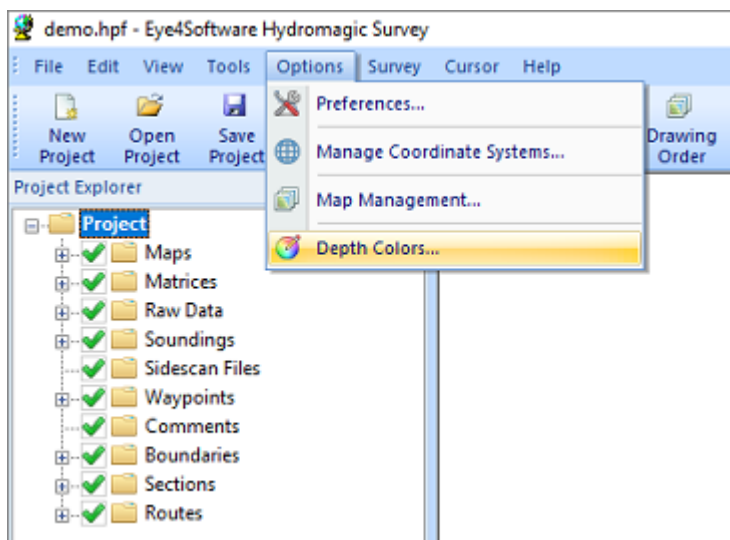 demo.hpf - Eye4Software Hydromagic Survey
File Edit View Tools Options Survey Cursor Help
New Project
Open Project
Save Project
Drawing Order
Preferences...
Manage Coordinate Systems...
Map Management...
Depth Colors...
Project Explorer
Project
Maps
Matrices
Raw Data
Soundings
Sidescan Files
Waypoints
Comments
Boundaries
Sections
Routes